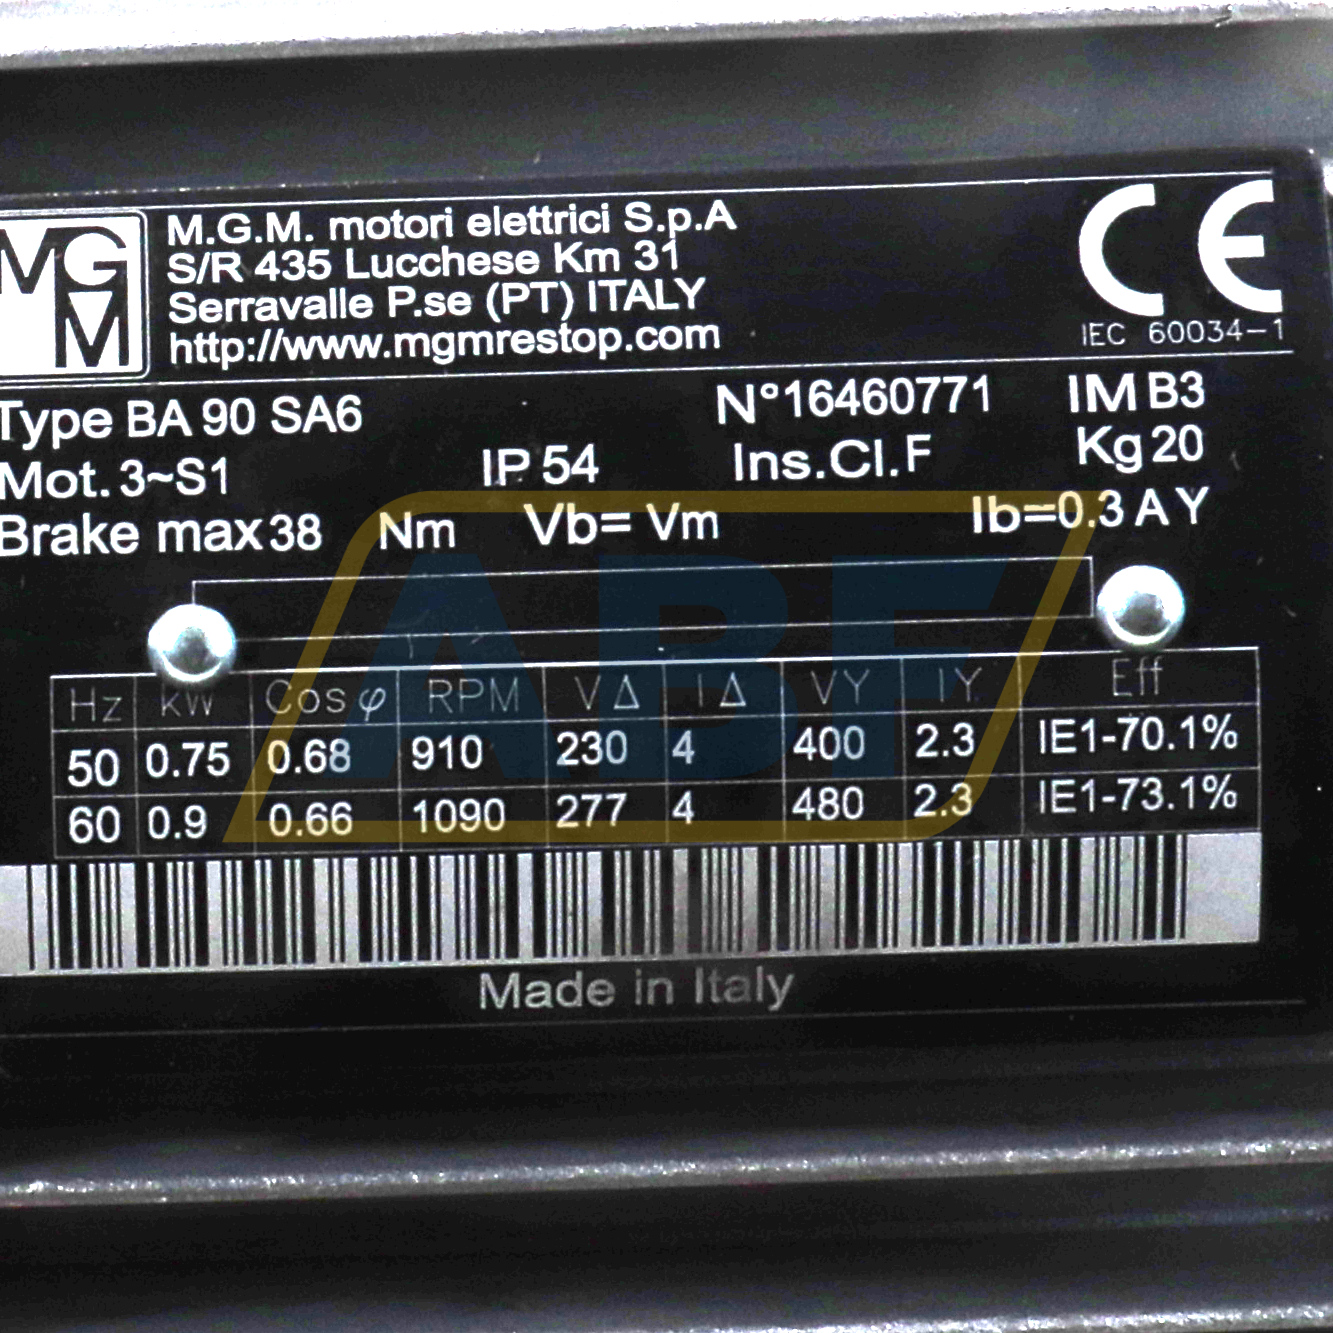 MGM
M.G.M. motori elettrici S.p.A
S/R 435 Lucchese Km 31
Serravalle P.se (PT) ITALY
http://www.mgmrestop.com
CE
IEC 60034-1
Type BA 90 SA6 N°16460771 IM B3
Mot. 3~S1 IP 54 Ins.Cl.F Kg 20
Brake max 38 Nm Vb= Vm Ib=0.3 A Y
ABF
Hz KW Cos φ RPM V Δ I Δ VY IY Eff
50 0.75 0.68 910 230 4 400 2.3 IE1-70.1%
60 0.9 0.66 1090 277 4 480 2.3 IE1-73.1%
Made in Italy